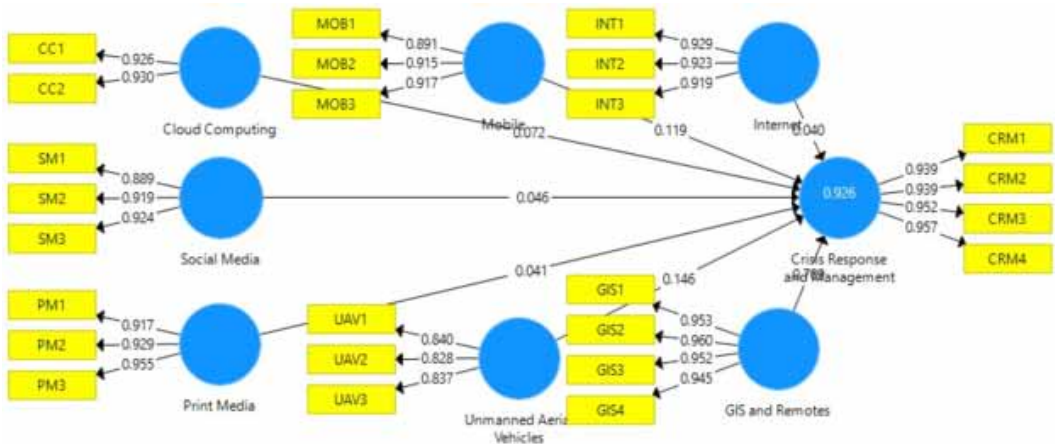 CC1
CC2
0.926
0.930
Cloud Computing
MOB1
MOB2
MOB3
0.891
0.915
0.917
Mobile
INT1
INT2
INT3
0.929
0.923
0.919
Internet
0.072
0.119
0.040
SM1
SM2
SM3
0.889
0.919
0.924
Social Media
0.046
0.926
Crisis Response
and Management
0.939
0.939
0.952
0.957
CRM1
CRM2
CRM3
CRM4
PM1
PM2
PM3
0.917
0.929
0.955
Print Media
0.041
UAV1
UAV2
UAV3
0.840
0.828
0.837
Unmanned Aeria
Vehicles
0.146
GIS1
GIS2
GIS3
GIS4
0.953
0.960
0.952
0.945
GIS and Remotes